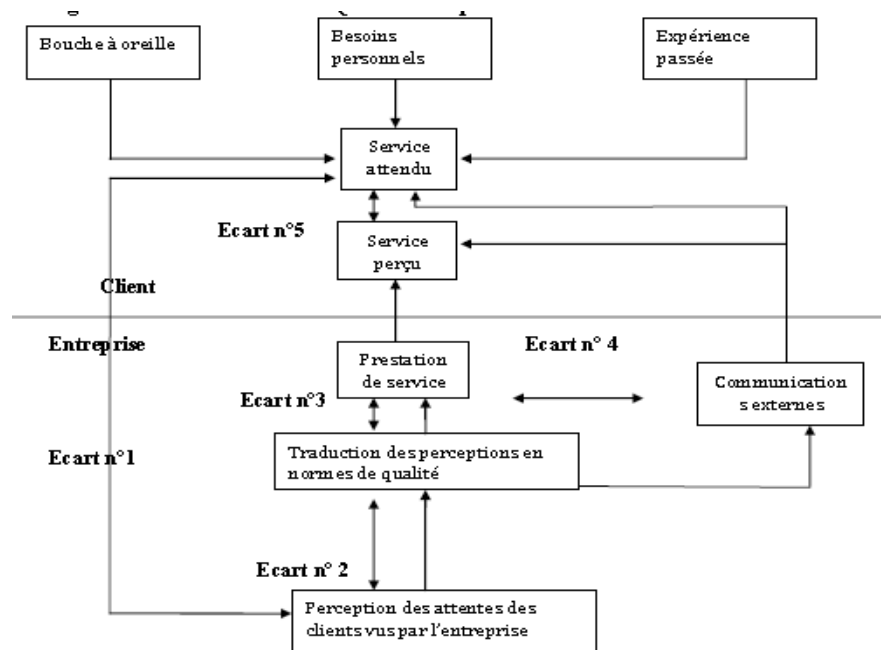 Bouche à oreille
Besoins
personnels
Expérience
passée
Service
attendu
Ecart n°5
Service
perçu
Client
Entreprise
Ecart n° 4
Prestation
de service
Communication
s externes
Ecart n°3
Traduction des perceptions en
normes de qualité
Ecart n°1
Ecart n° 2
Perception des attentes des
clients vus par l'entreprise